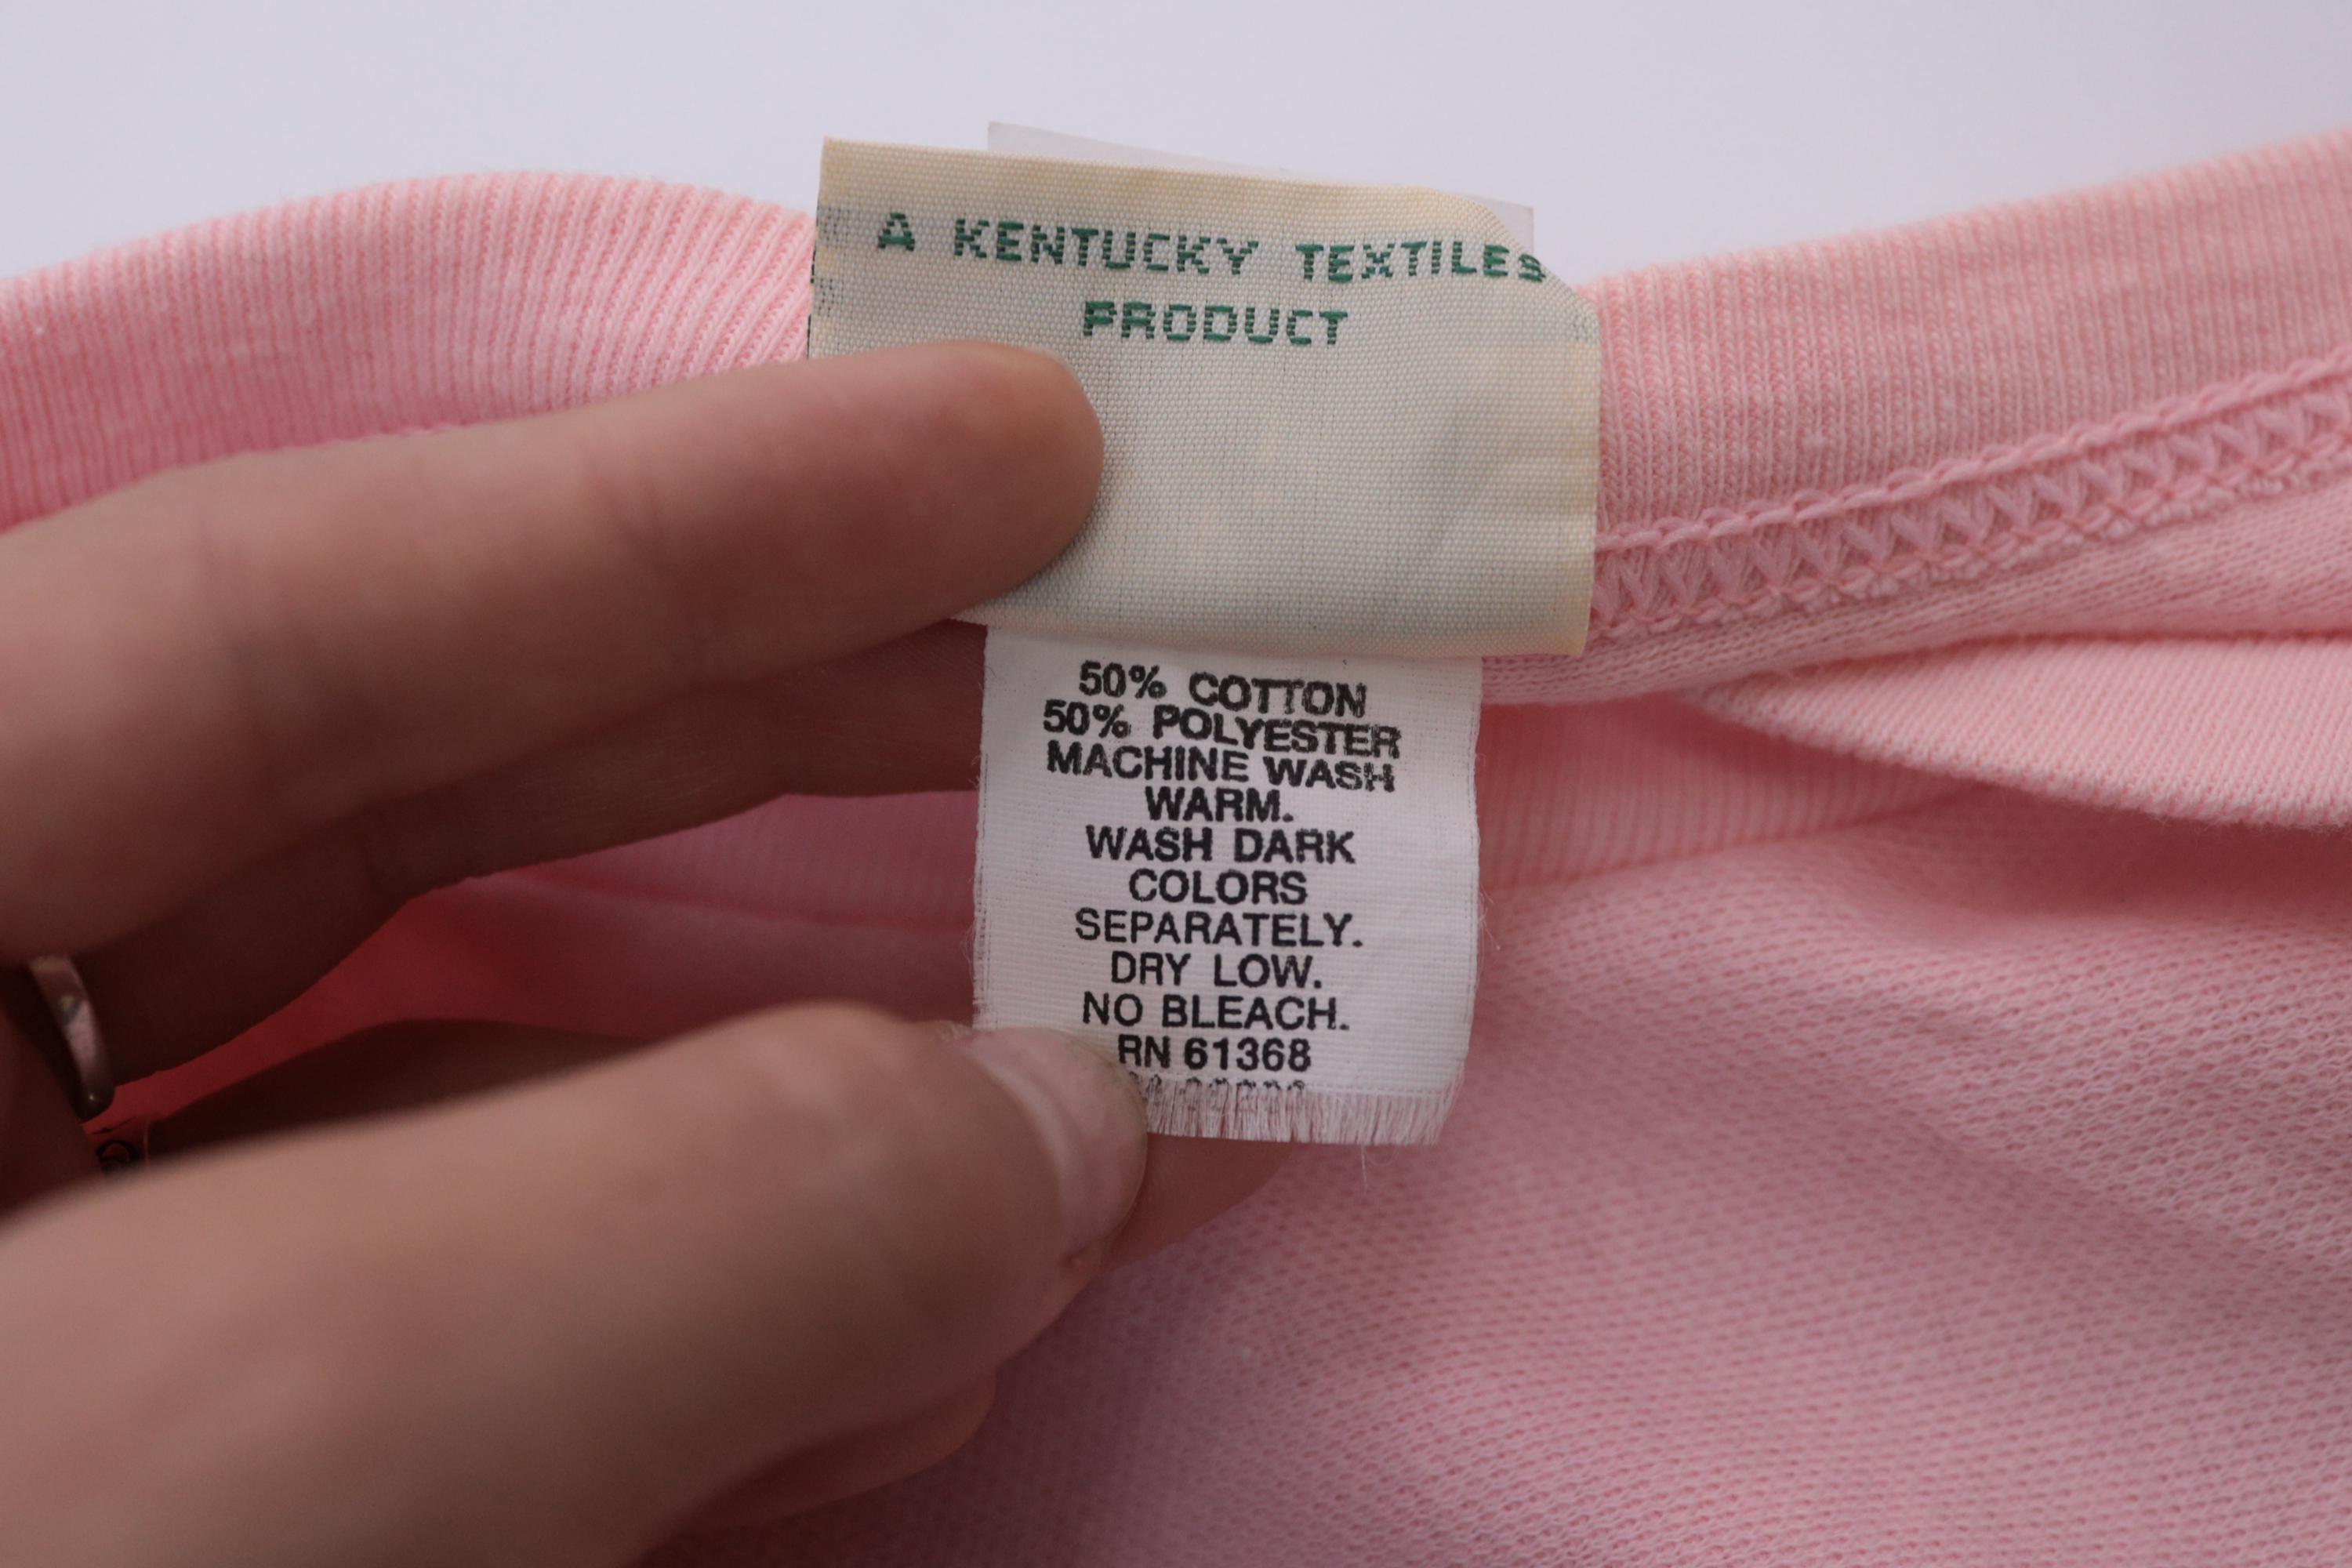 A KENTUCKY TEXTILES
PRODUCT
50% COTTON
50% POLYESTER
MACHINE WASH
WARM.
WASH DARK
COLORS
SEPARATELY.
DRY LOW.
NO BLEACH.
RN 61368